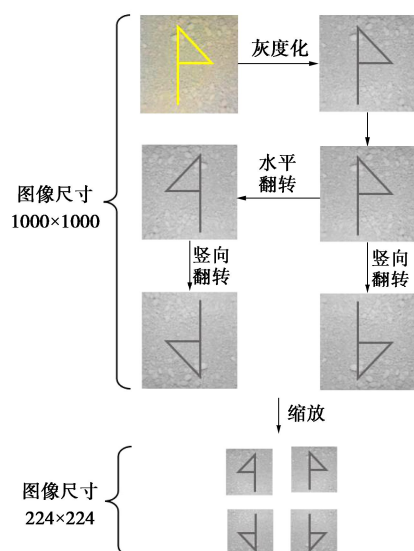 灰度化
水平
翻转
图像尺寸
1000×1000
竖向
翻转
竖向
翻转
缩放
图像尺寸
224×224